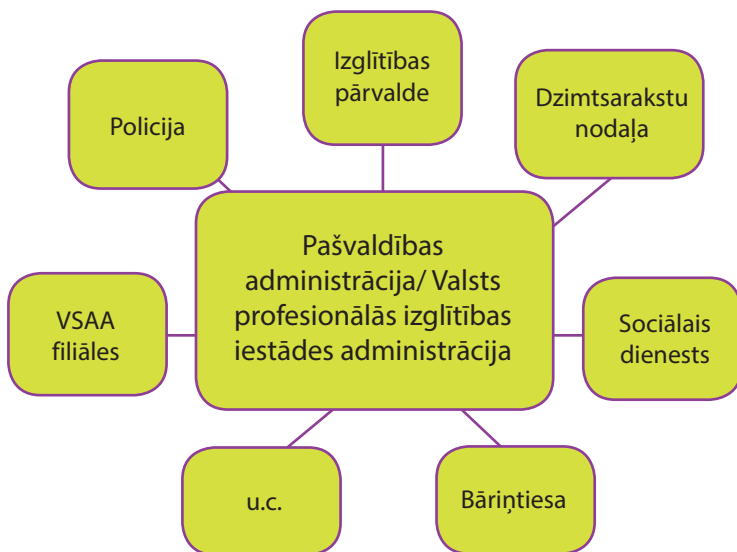 Izglītības
pārvalde
Policija
Dzimtsarakstu
nodaļa
Pašvaldības
administrācija/ Valsts
profesionālās izglītības
iestādes administrācija
VSAA
filiāles
Sociālais
dienests
u.c.
Bāriņtiesa